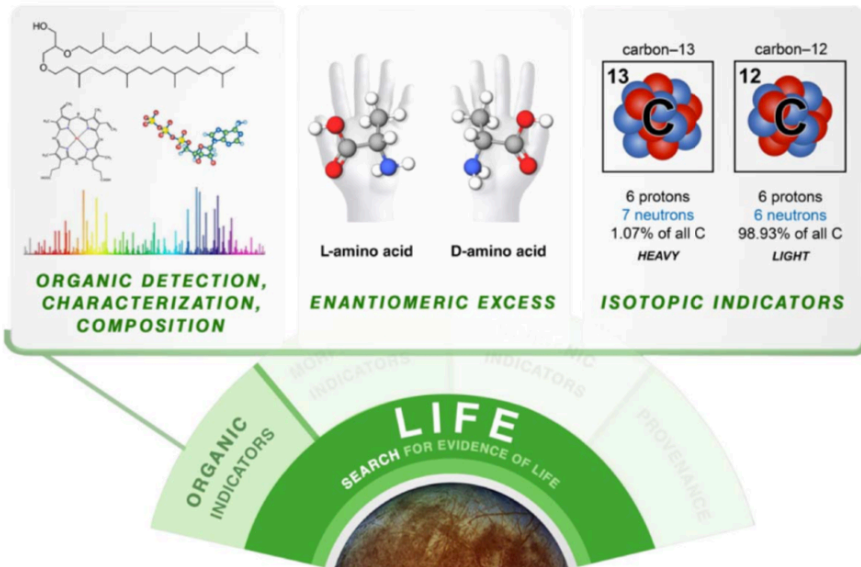 HO
O
O
ORGANIC DETECTION,
CHARACTERIZATION,
COMPOSITION
L-amino acid
D-amino acid
ENANTIOMERIC EXCESS
carbon–13
carbon–12
13
C
12
C
6 protons
7 neutrons
1.07% of all C
HEAVY
6 protons
6 neutrons
98.93% of all C
LIGHT
ISOTOPIC INDICATORS
ORGANIC
INDICATORS
INDICATORS
INDICATORS
PROVENANCE
LIFE
SEARCH FOR EVIDENCE OF LIFE